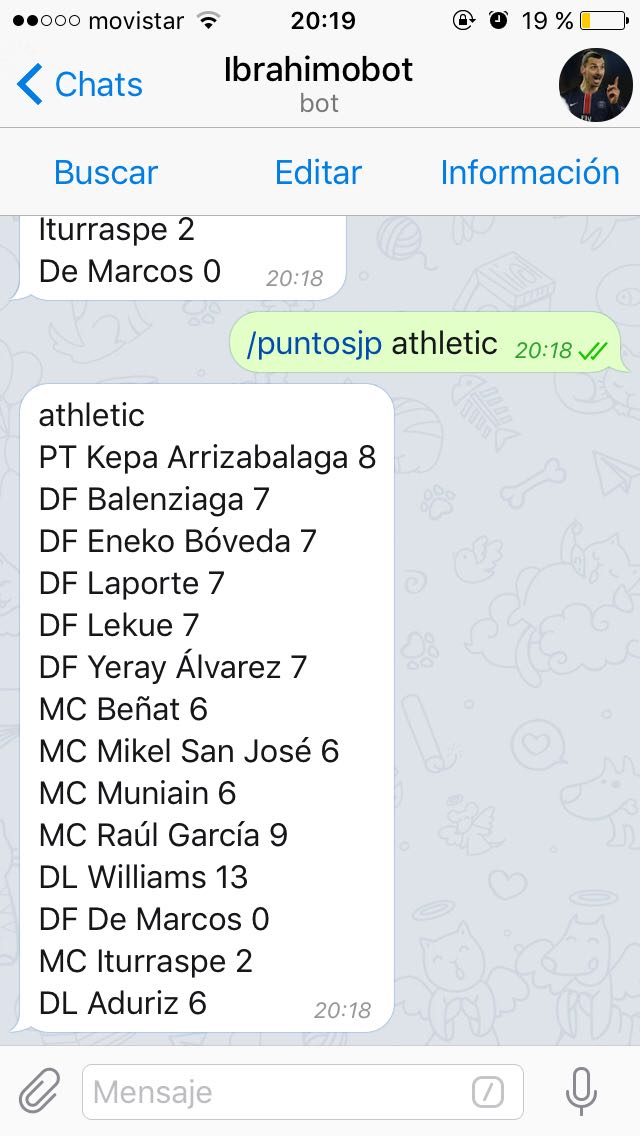 movistar 20:19 19 %
Chats
Ibrahimobot
bot
Buscar Editar Información
Iturraspe 2
De Marcos 0 20:18
/puntosjp athletic 20:18
athletic
PT Kepa Arrizabalaga 8
DF Balenziaga 7
DF Eneko Bóveda 7
DF Laporte 7
DF Lekue 7
DF Yeray Álvarez 7
MC Beñat 6
MC Mikel San José 6
MC Muniain 6
MC Raúl García 9
DL Williams 13
DF De Marcos 0
MC Iturraspe 2
DL Aduriz 6 20:18
Mensaje /